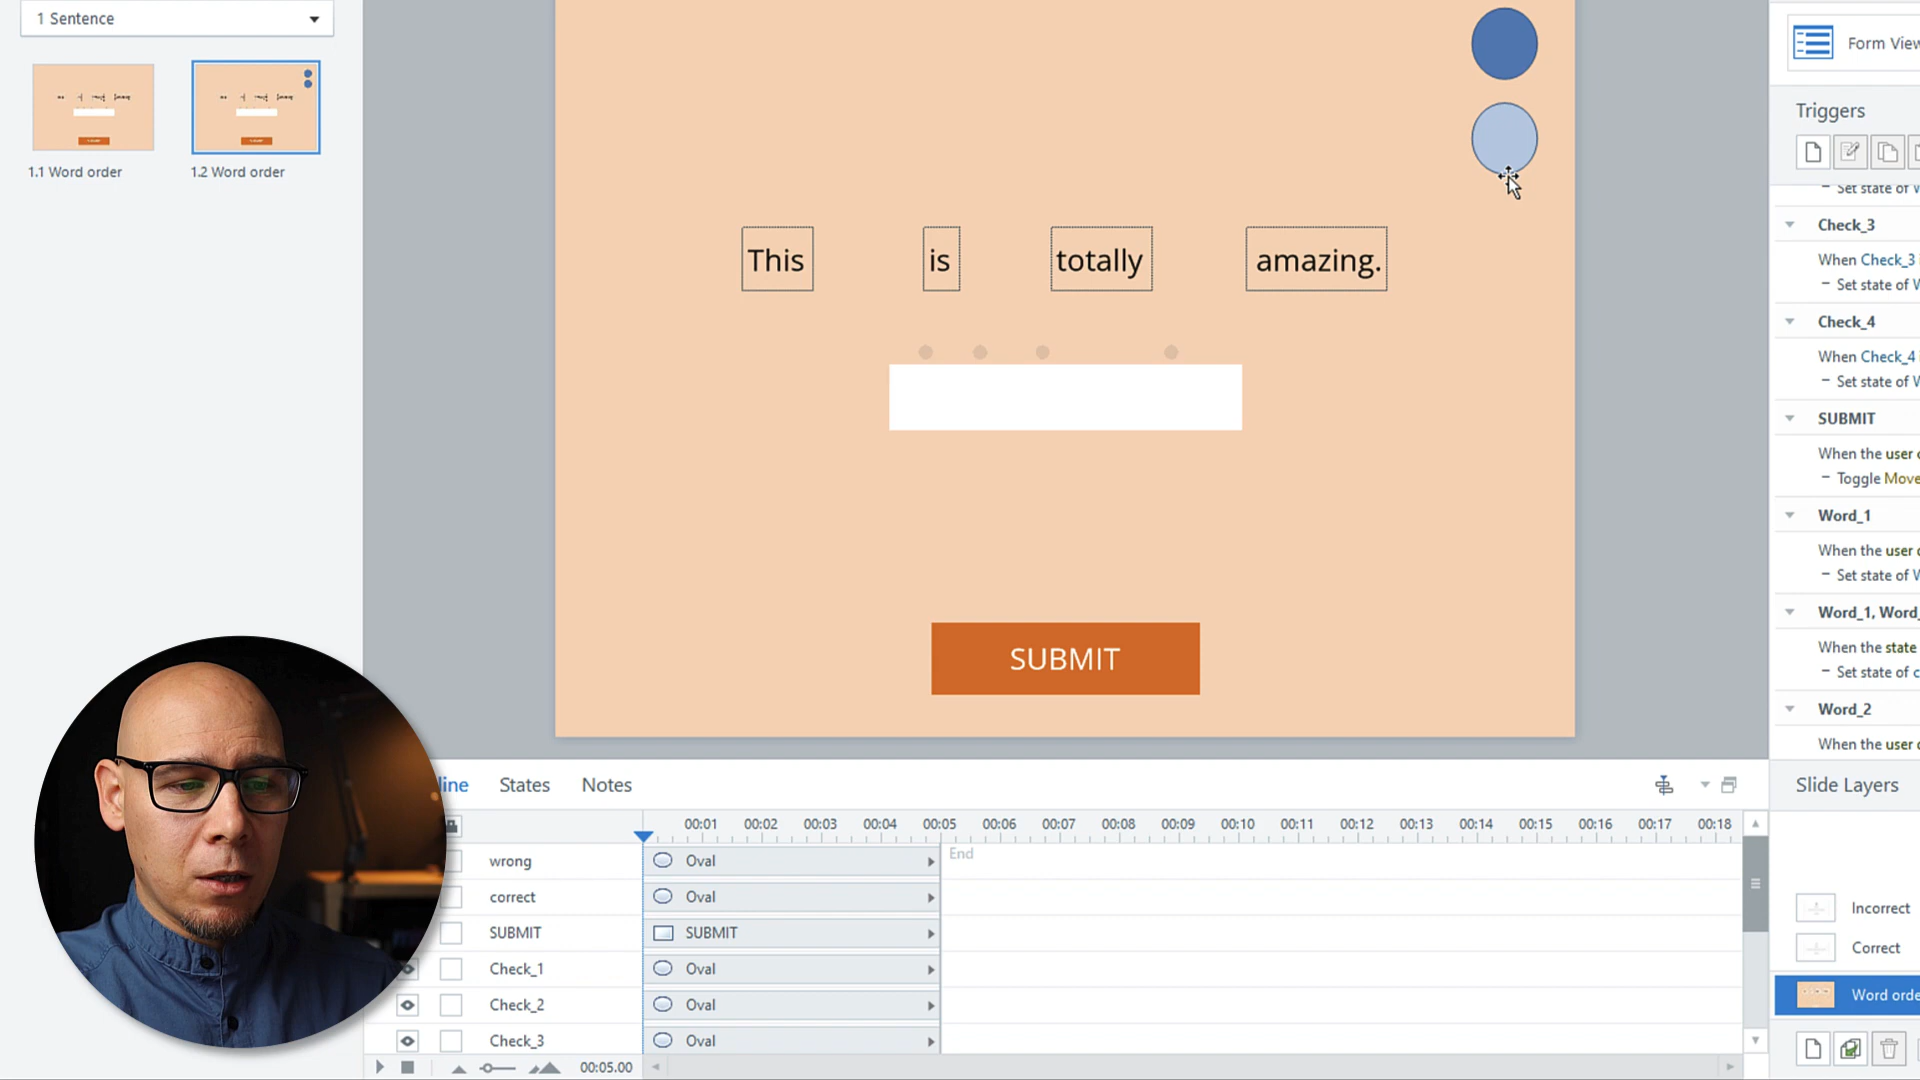 1 Sentence
1.1 Word order
1.2 Word order
This is totally amazing.
SUBMIT
Form View
Triggers
Set state of W
Check_3
When Check_3 i
– Set state of W
Check_4
When Check_4 i
– Set state of W
SUBMIT
When the user c
– Toggle Move
Word_1
When the user c
– Set state of W
Word_1, Word_
When the state
– Set state of c
Word_2
When the user c
Slide Layers
Incorrect
Correct
Word orde
line States Notes
00:01 00:02 00:03 00:04 00:05 00:06 00:07 00:08 00:09 00:10 00:11 00:12 00:13 00:14 00:15 00:16 00:17 00:18
wrong Oval End
correct Oval
SUBMIT SUBMIT
Check_1 Oval
Check_2 Oval
Check_3 Oval
00:05.00